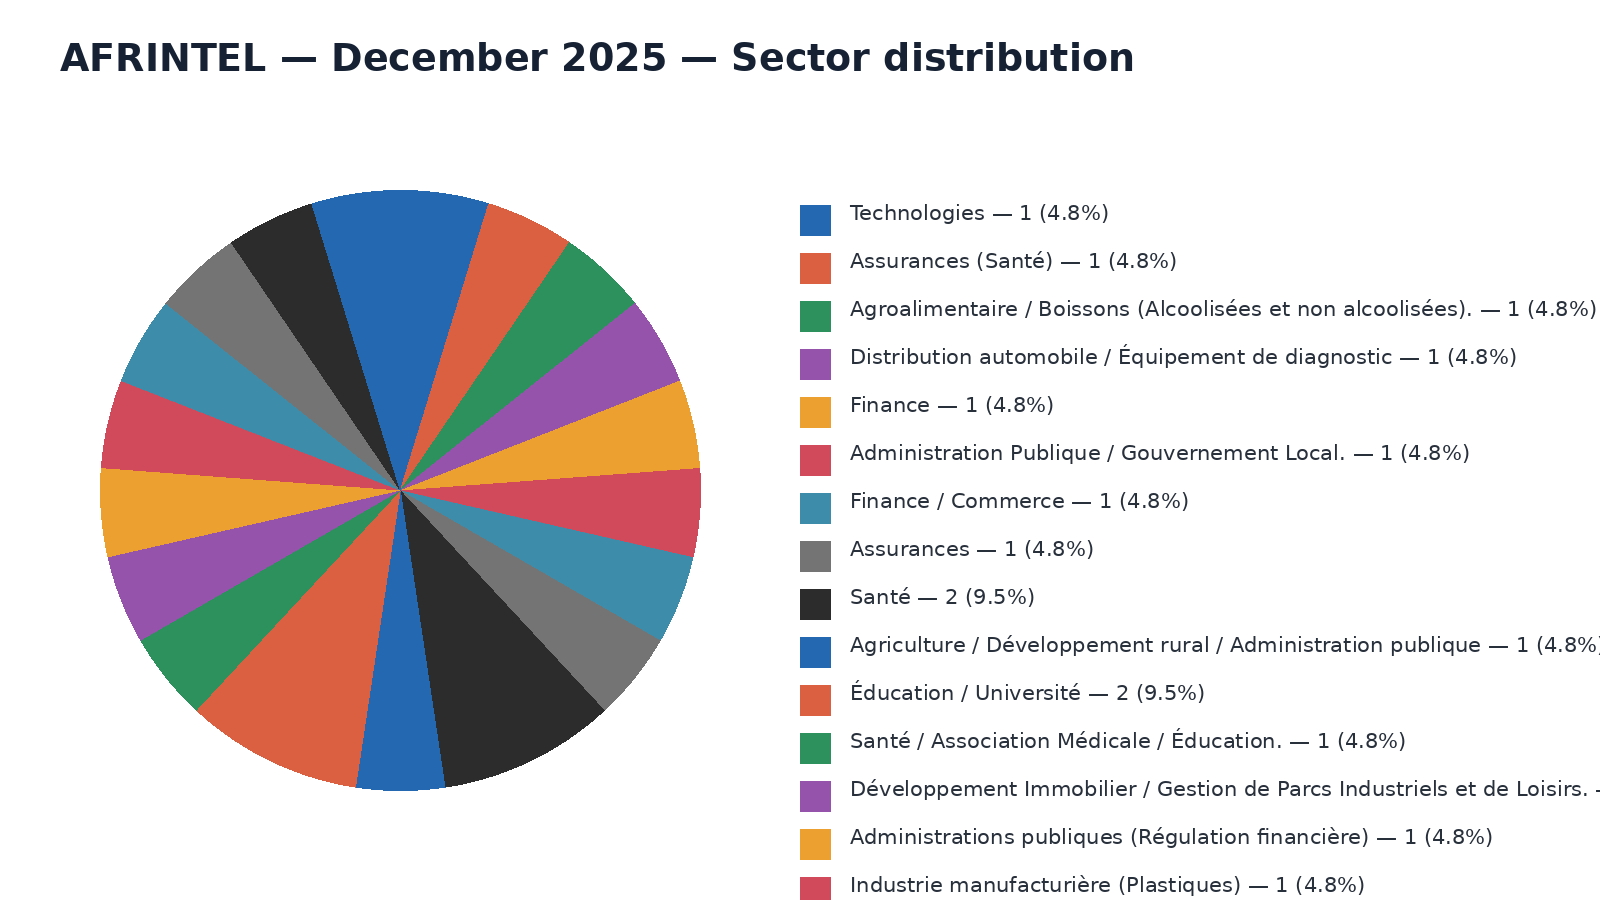 AFRINTEL — December 2025 — Sector distribution
Technologies — 1 (4.8%)
Assurances (Santé) — 1 (4.8%)
Agroalimentaire / Boissons (Alcoolisées et non alcoolisées). — 1 (4.8%)
Distribution automobile / Équipement de diagnostic — 1 (4.8%)
Finance — 1 (4.8%)
Administration Publique / Gouvernement Local. — 1 (4.8%)
Finance / Commerce — 1 (4.8%)
Assurances — 1 (4.8%)
Santé — 2 (9.5%)
Agriculture / Développement rural / Administration publique — 1 (4.8%)
Éducation / Université — 2 (9.5%)
Santé / Association Médicale / Éducation. — 1 (4.8%)
Développement Immobilier / Gestion de Parcs Industriels et de Loisirs. —
Administrations publiques (Régulation financière) — 1 (4.8%)
Industrie manufacturière (Plastiques) — 1 (4.8%)